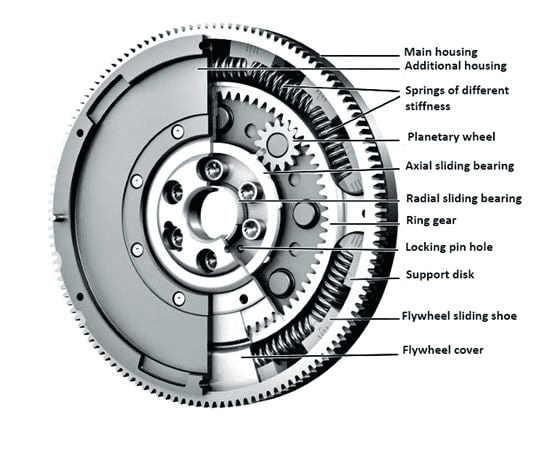 Main housing
Additional housing
Springs of different
stiffness
Planetary wheel
Axial sliding bearing
Radial sliding bearing
Ring gear
Locking pin hole
Support disk
Flywheel sliding shoe
Flywheel cover